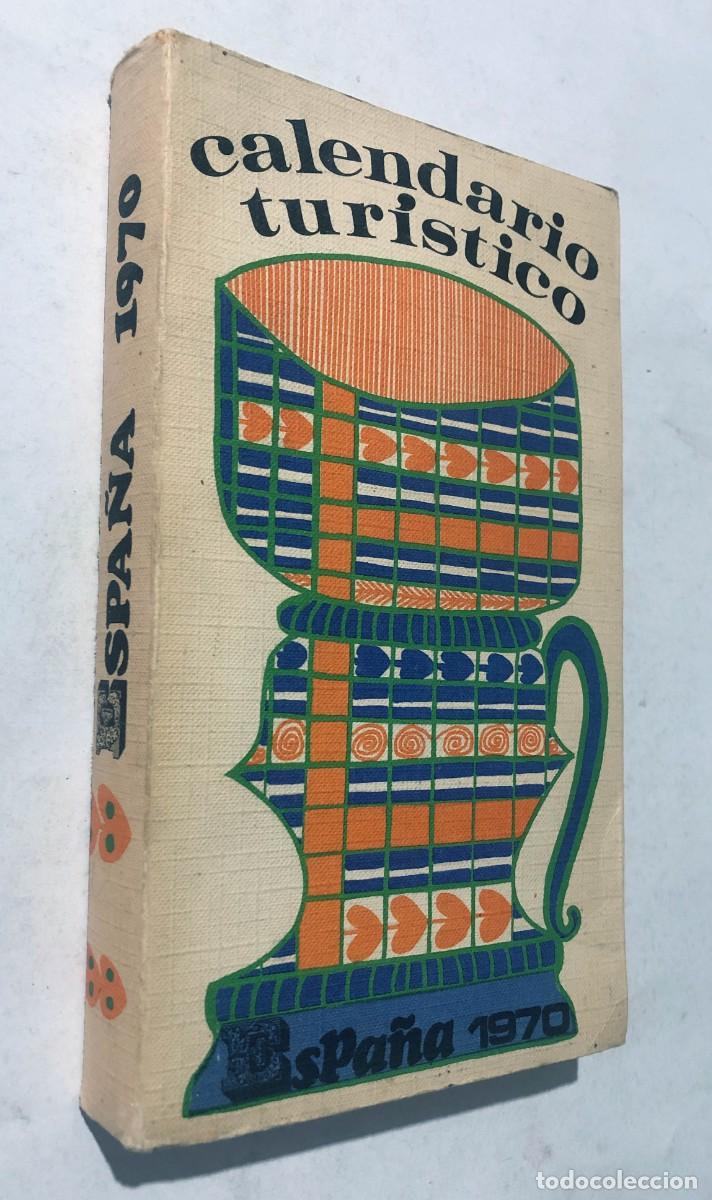 calendario
turístico
España 1970
ESPAÑA 1970
todocoleccion